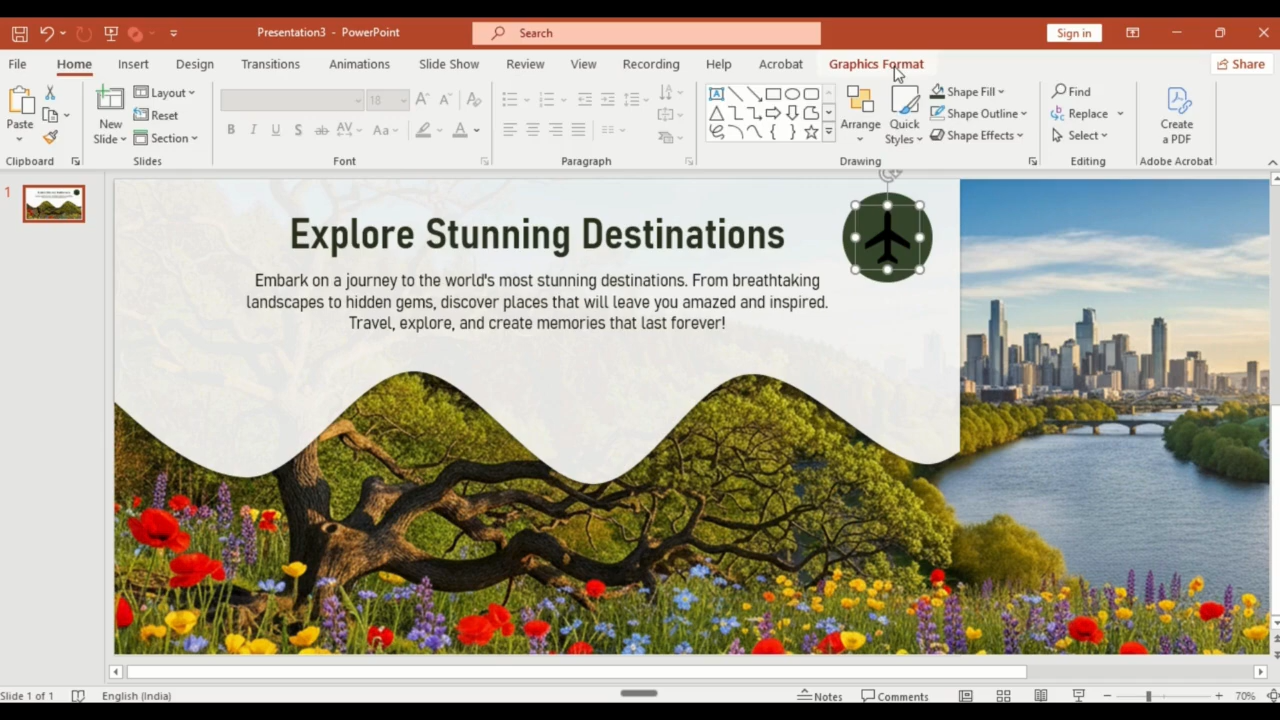 Presentation3 - PowerPoint
Search
Sign in
File Home Insert Design Transitions Animations Slide Show Review View Recording Help Acrobat Graphics Format
Share
Paste
Clipboard
New
Slide
Layout
Reset
Section
Slides
18
B I U S ab AV Aa A
Font
Paragraph
Arrange
Quick
Styles
Shape Fill
Shape Outline
Shape Effects
Drawing
Find
Replace
Select
Editing
Create
a PDF
Adobe Acrobat
1
Explore Stunning Destinations
Embark on a journey to the world's most stunning destinations. From breathtaking
landscapes to hidden gems, discover places that will leave you amazed and inspired.
Travel, explore, and create memories that last forever!
Slide 1 of 1
English (India)
Notes
Comments
70%